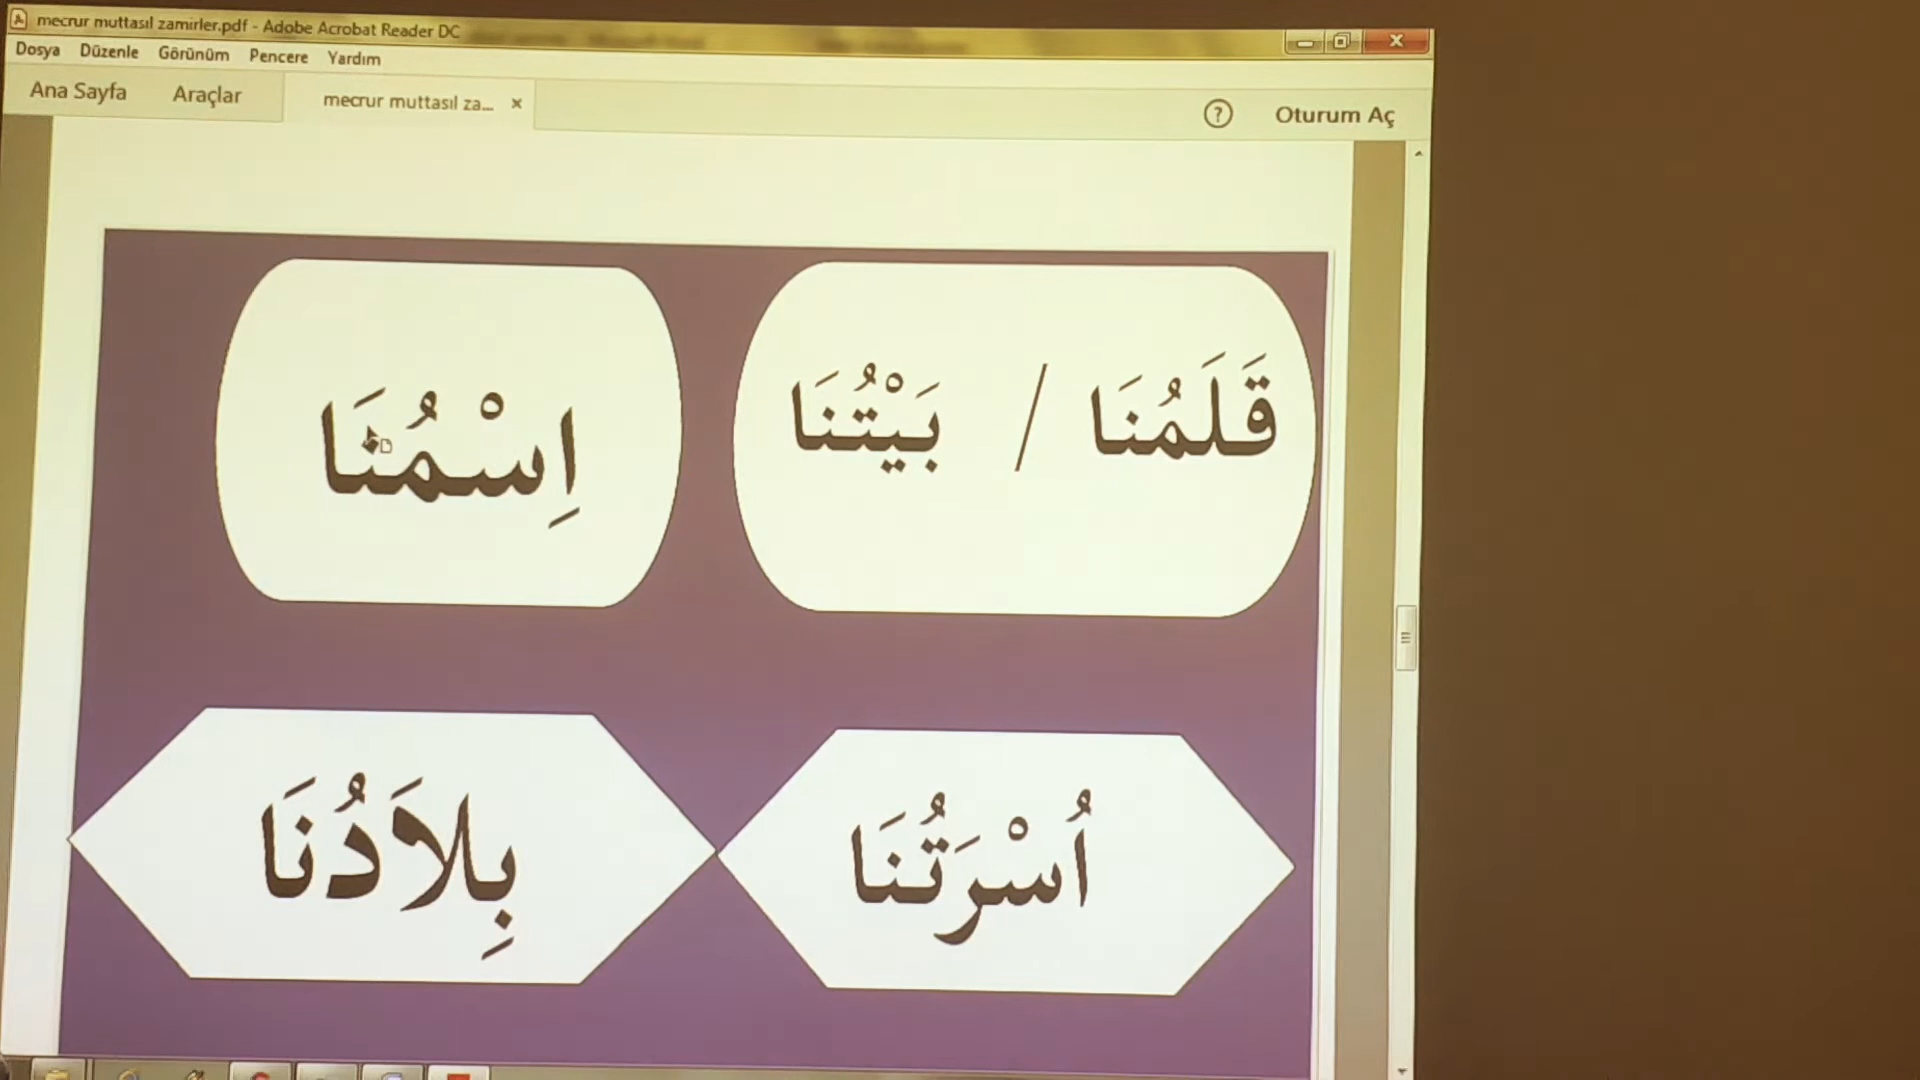 mecrur muttasıl zamirler.pdf - Adobe Acrobat Reader DC
Dosya Düzenle Görünüm Pencere Yardım
Ana Sayfa Araçlar mecrur muttasıl za... × ? Oturum Aç
قَلَمُنَا / بَيْتُنَا
اِسْمُنَا
اُسْرَتُنَا
بِلَادُنَا